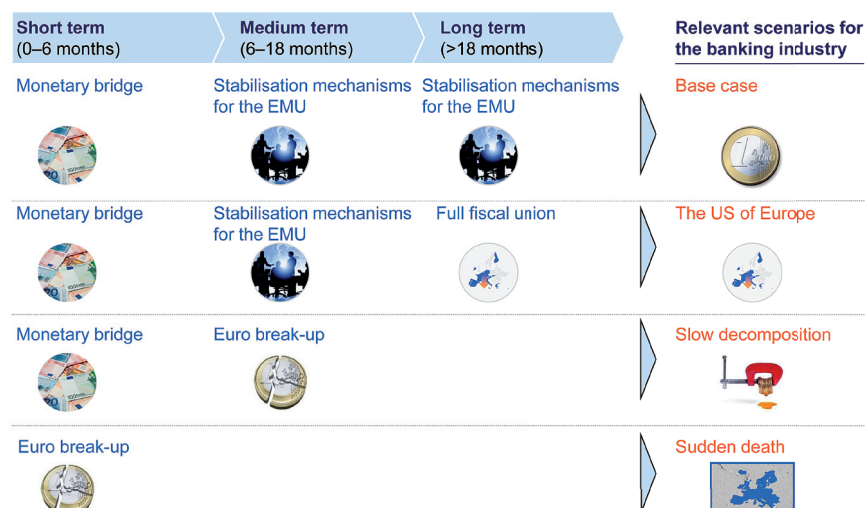 Short term
(0–6 months)
Medium term
(6–18 months)
Long term
(>18 months)
Relevant scenarios for
the banking industry
Monetary bridge
Stabilisation mechanisms
for the EMU
Stabilisation mechanisms
for the EMU
Base case
Monetary bridge
Stabilisation mechanisms
for the EMU
Full fiscal union
The US of Europe
Monetary bridge
Euro break-up
Slow decomposition
Euro break-up
Sudden death